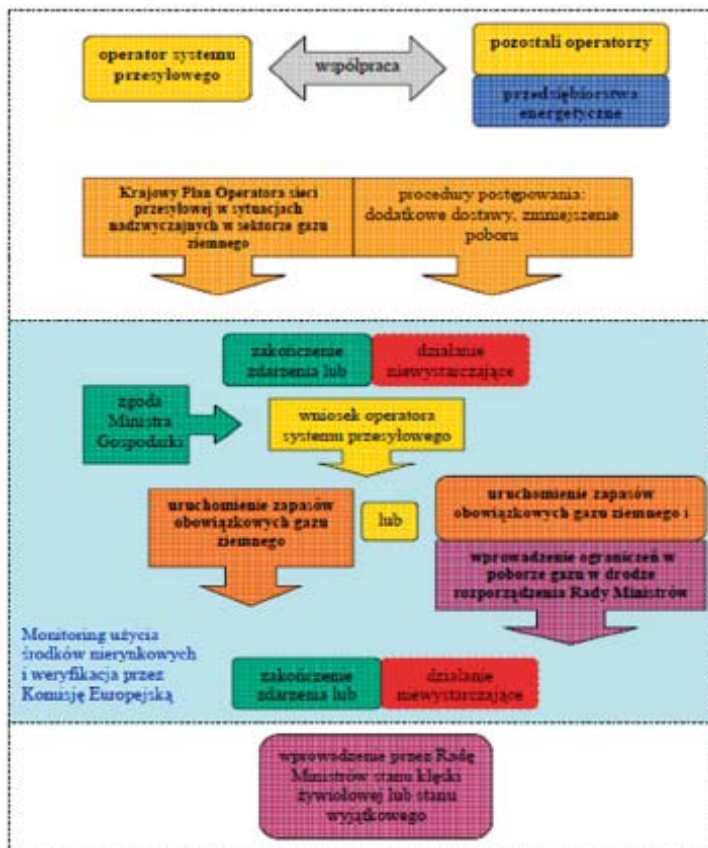 operator systemu
przesyłowego
współpraca
pozostali operatorzy
przedsiębiorstwa
energetyczne
Krajowy Plan Operatora sieci
przesyłowej w sytuacjach
nadzwyczajnych w sektorze gazu
ziemnego
procedury postępowania:
dodatkowe dostawy, zmniejszenie
poboru
zakończenie
zdarzenia lub
działanie
niewystarczające
zgoda
Ministra
Gospodarki
wniosek operatora
systemu przesyłowego
uruchomienie zapasów
obowiązkowych gazu
ziemnego
lub
uruchomienie zapasów
obowiązkowych gazu ziemnego i
wprowadzenie ograniczeń w
poborze gazu w drodze
rozporządzenia Rady Ministrów
Monitoring użycia
środków nierynkowych
i weryfikacja przez
Komisję Europejską
zakończenie
zdarzenia lub
działanie
niewystarczające
wprowadzenie przez Radę
Ministrów stanu klęski
żywiołowej lub stanu
wyjątkowego